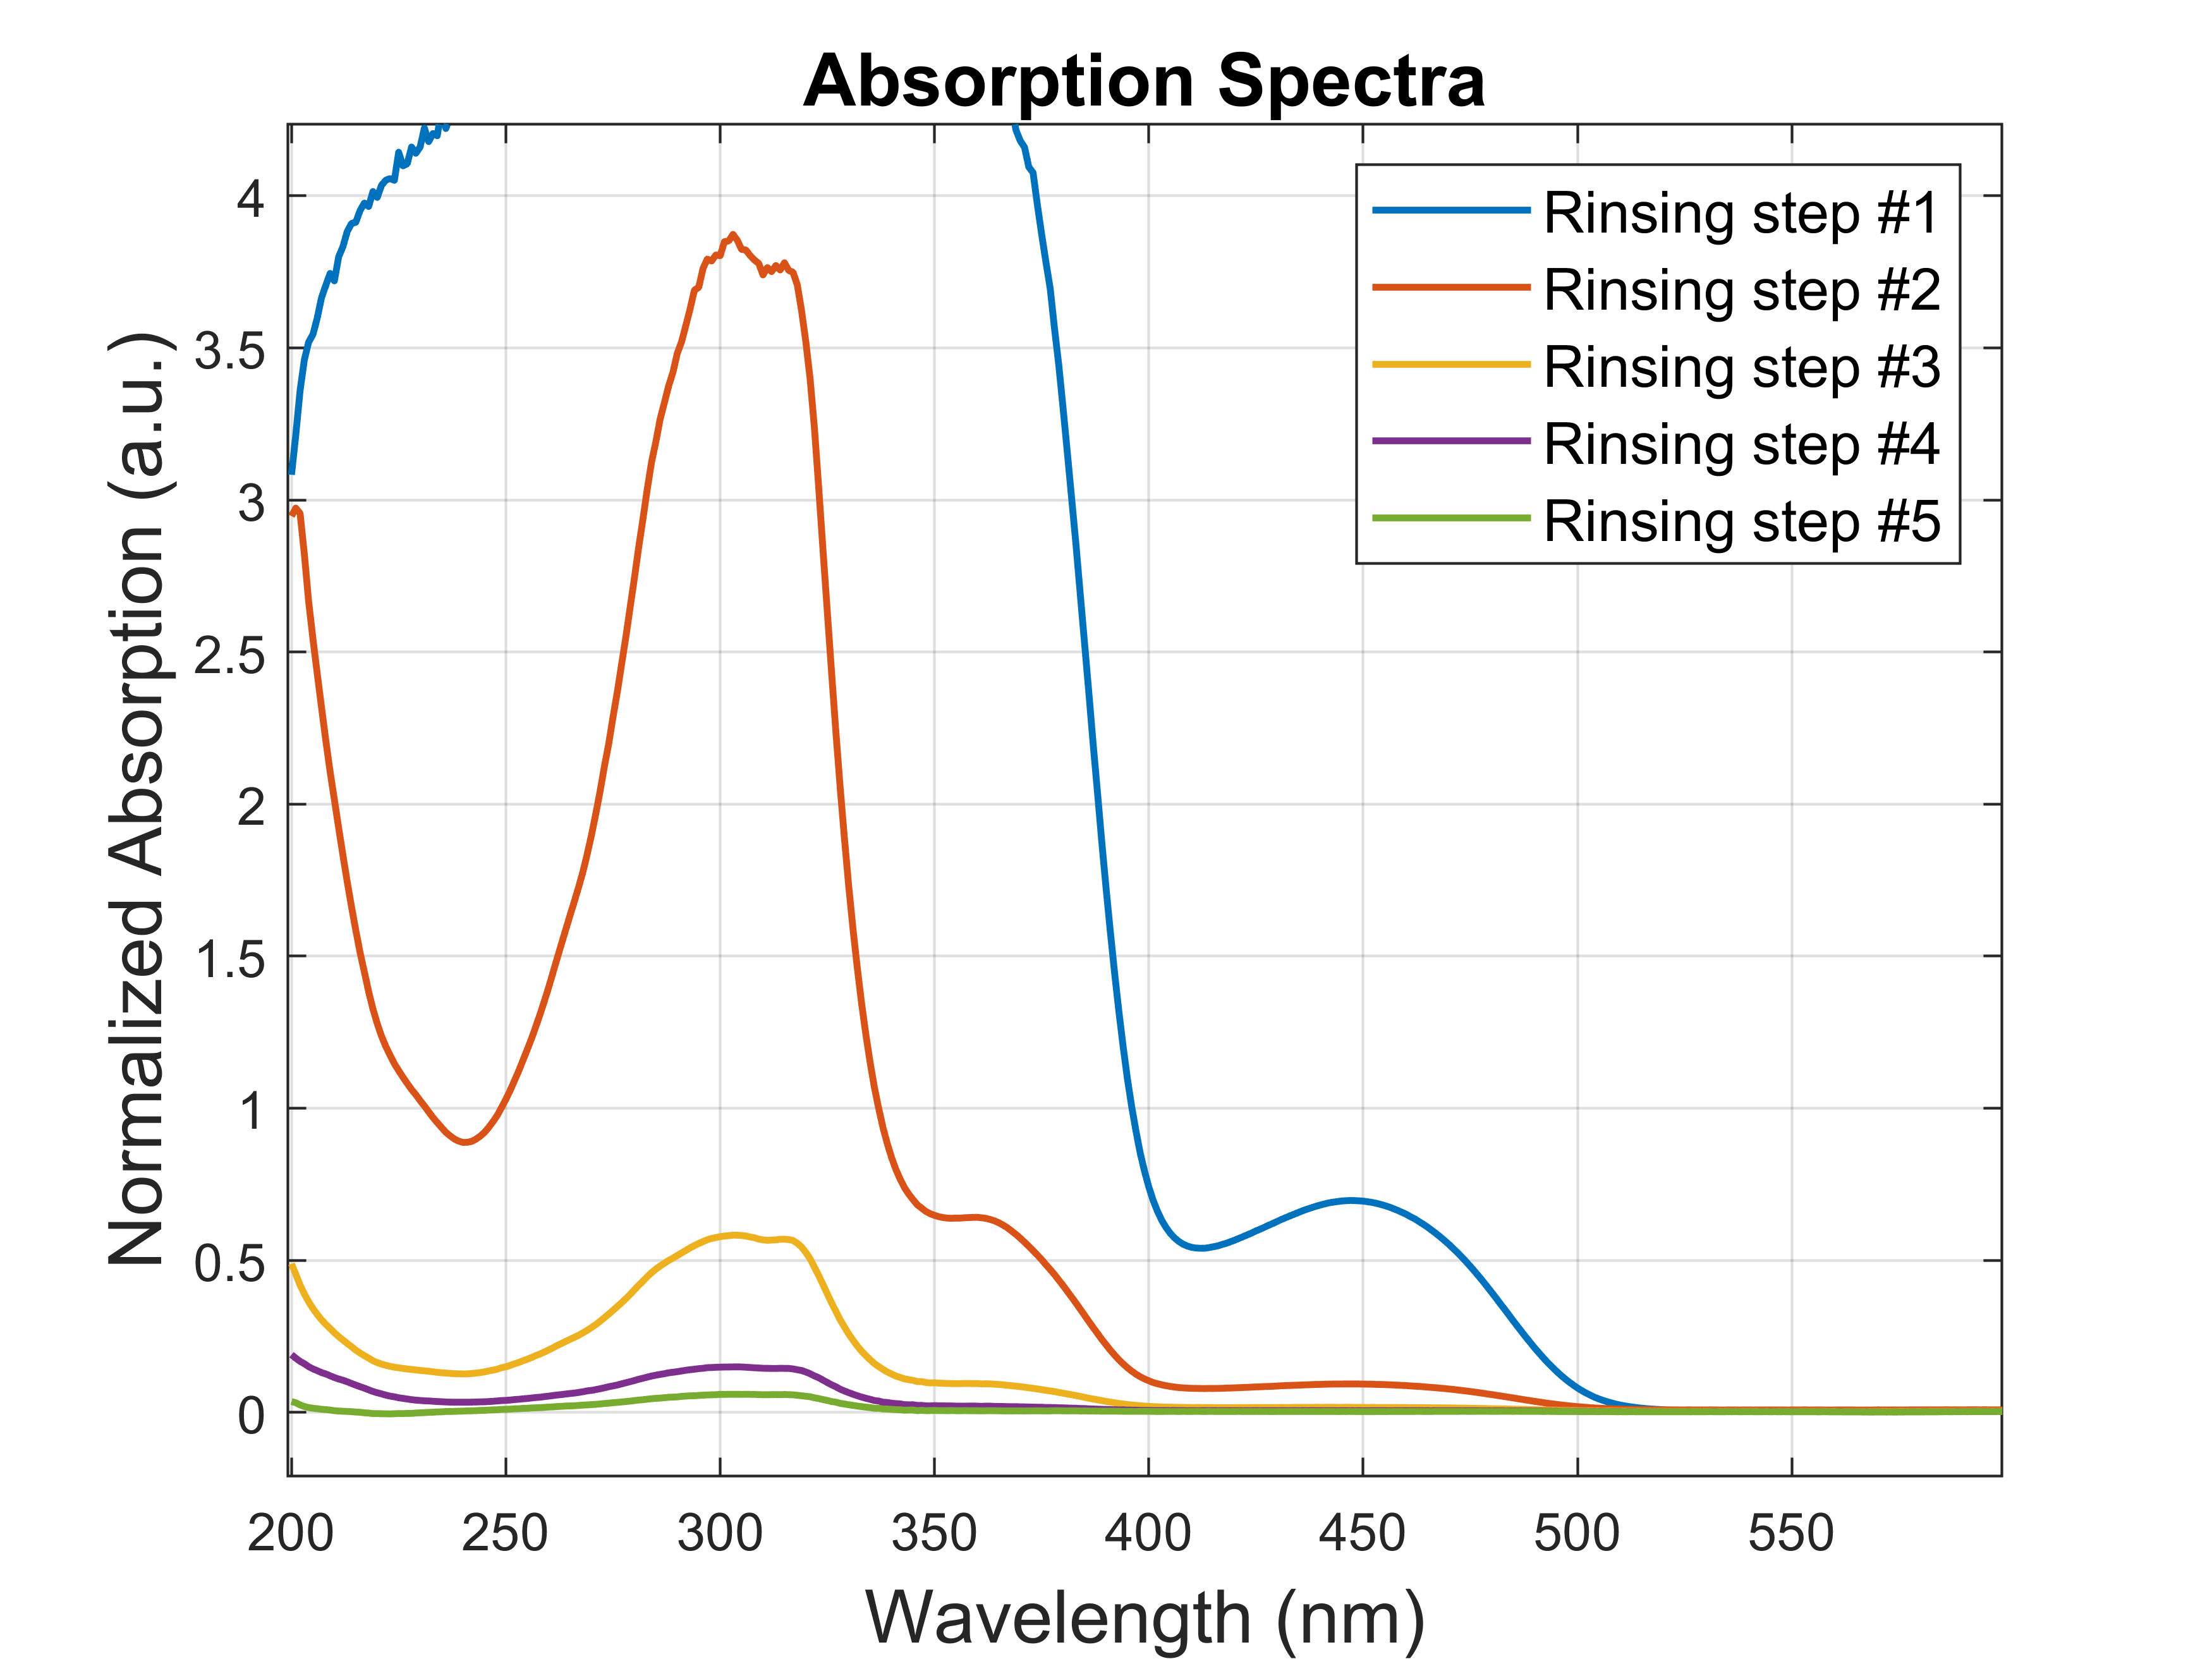 Absorption Spectra
Normalized Absorption (a.u.)
4
3.5
3
2.5
2
1.5
1
0.5
0
Rinsing step #1
Rinsing step #2
Rinsing step #3
Rinsing step #4
Rinsing step #5
200 250 300 350 400 450 500 550
Wavelength (nm)